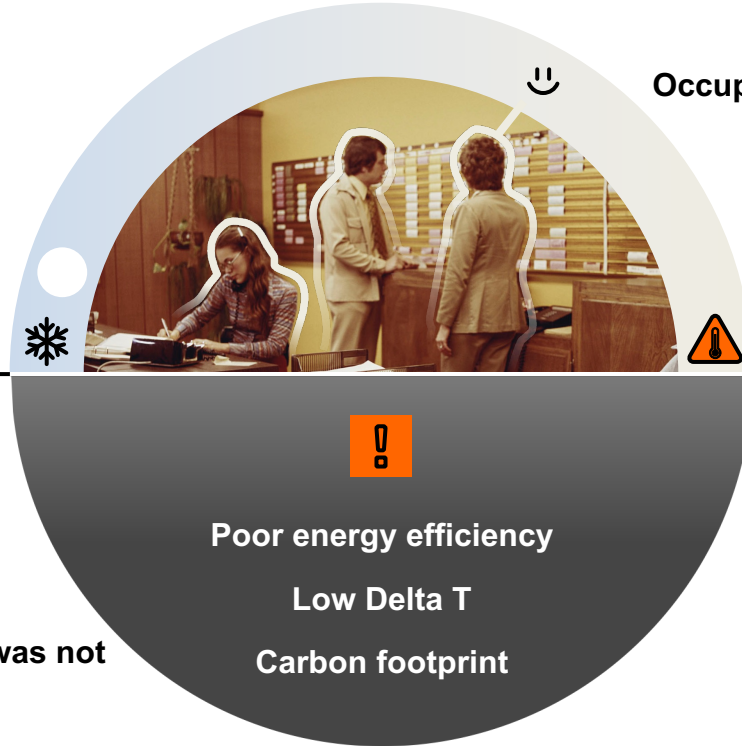 Occup
Poor energy efficiency
Low Delta T
was not
Carbon footprint